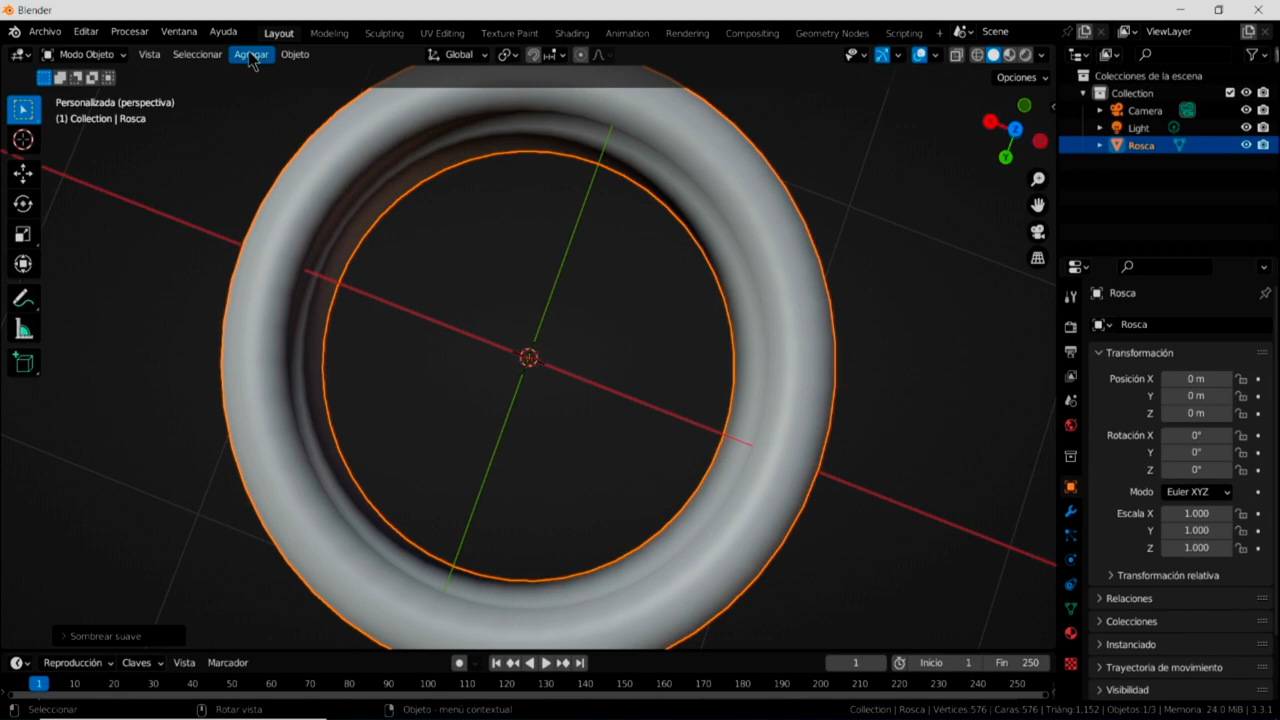 Blender
Archivo Editar Procesar Ventana Ayuda Layout Modeling Sculpting UV Editing Texture Paint Shading Animation Rendering Compositing Geometry Nodes Scripting + Scene ViewLayer
Modo Objeto Vista Seleccionar Agregar Objeto Global
Opciones
Personalizada (perspectiva)
(1) Collection | Rosca
X
Z
Y
Colecciones de la escena
Collection
Camera
Light
Rosca
Rosca
Rosca
Transformación
Posición X 0 m
Y 0 m
Z 0 m
Rotación X 0°
Y 0°
Z 0°
Modo Euler XYZ
Escala X 1.000
Y 1.000
Z 1.000
Transformación relativa
Relaciones
Colecciones
Instanciado
Trayectoria de movimiento
Visibilidad
Sombrear suave
Reproducción Claves Vista Marcador 1 Inicio 1 Fin 250
1 10 20 30 40 50 60 70 80 90 100 110 120 130 140 150 160 170 180 190 200 210 220 230 240 250
Seleccionar Rotar vista Objeto - menú contextual Collection | Rosca | Vértices:576 | Caras:576 | Triáng:1,152 | Objetos:1/3 | Memoria: 24.0 MiB | 3.3.1